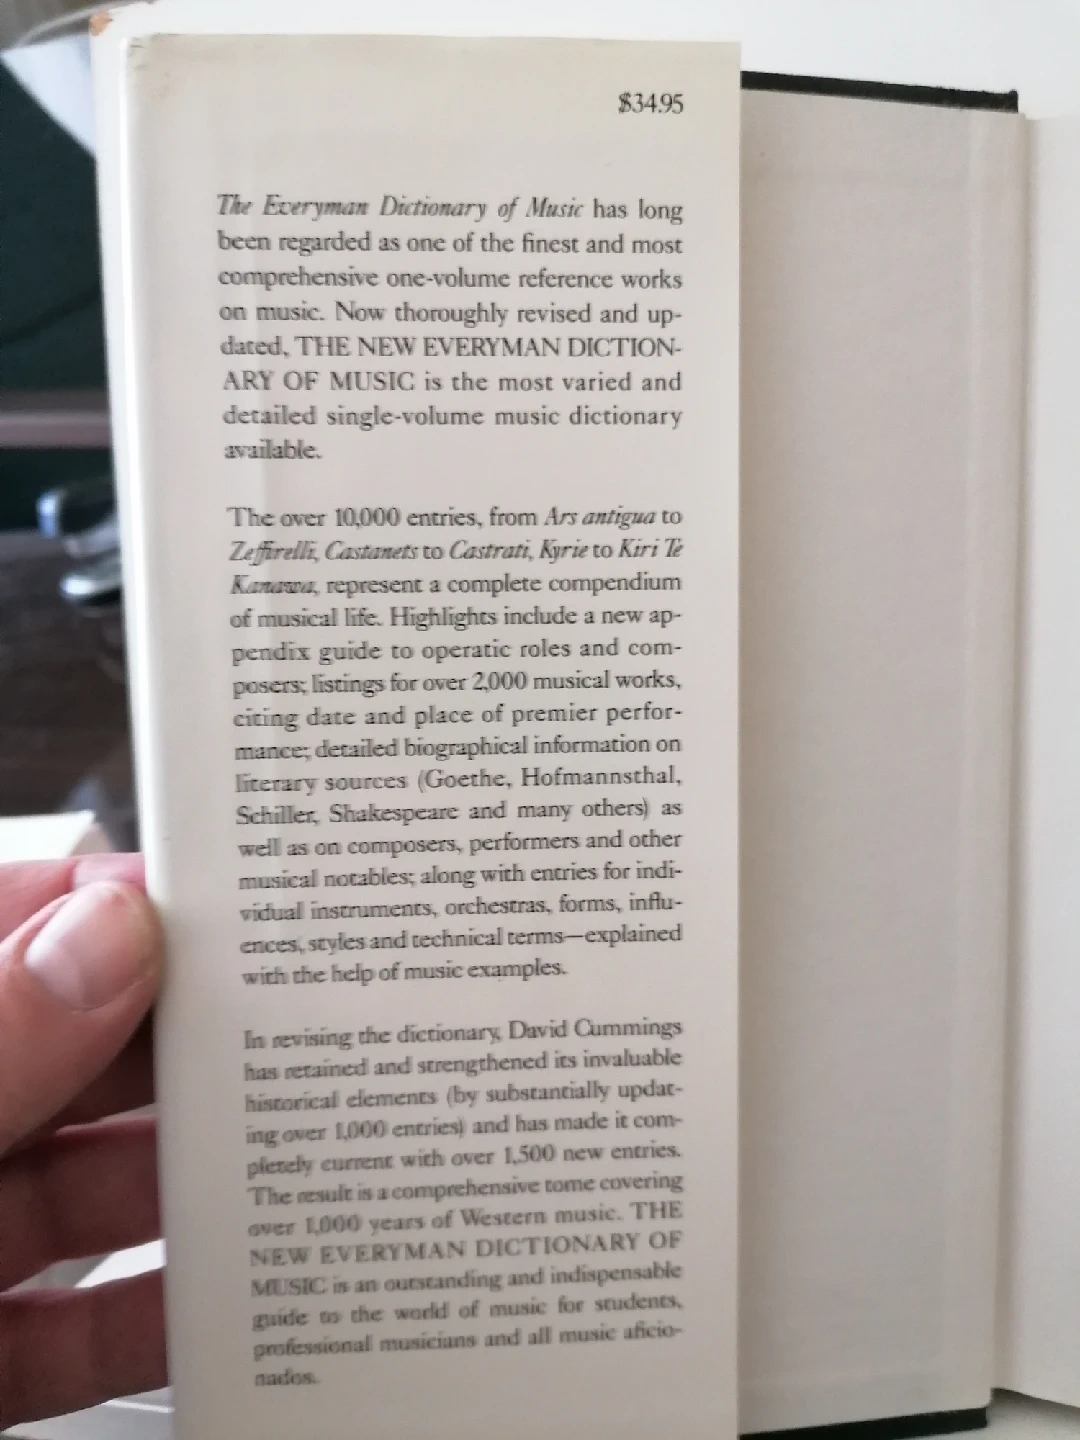 $34.95
The Everyman Dictionary of Music has long
been regarded as one of the finest and most
comprehensive one-volume reference works
on music. Now thoroughly revised and up-
dated, THE NEW EVERYMAN DICTION-
ARY OF MUSIC is the most varied and
detailed single-volume music dictionary
available.
The over 10,000 entries, from Ars antiqua to
Zeffirelli, Castanets to Castrati, Kyrie to Kiri Te
Kanawa, represent a complete compendium
of musical life. Highlights include a new ap-
pendix guide to operatic roles and com-
posers; listings for over 2,000 musical works,
citing date and place of premier perfor-
mance; detailed biographical information on
literary sources (Goethe, Hofmannsthal,
Schiller, Shakespeare and many others) as
well as on composers, performers and other
musical notables; along with entries for indi-
vidual instruments, orchestras, forms, influ-
ences, styles and technical terms—explained
with the help of music examples.
In revising the dictionary, David Cummings
has retained and strengthened its invaluable
historical elements (by substantially updat-
ing over 1,000 entries) and has made it com-
pletely current with over 1,500 new entries.
The result is a comprehensive tome covering
over 1,000 years of Western music. THE
NEW EVERYMAN DICTIONARY OF
MUSIC is an outstanding and indispensable
guide to the world of music for students,
professional musicians and all music aficio-
nados.